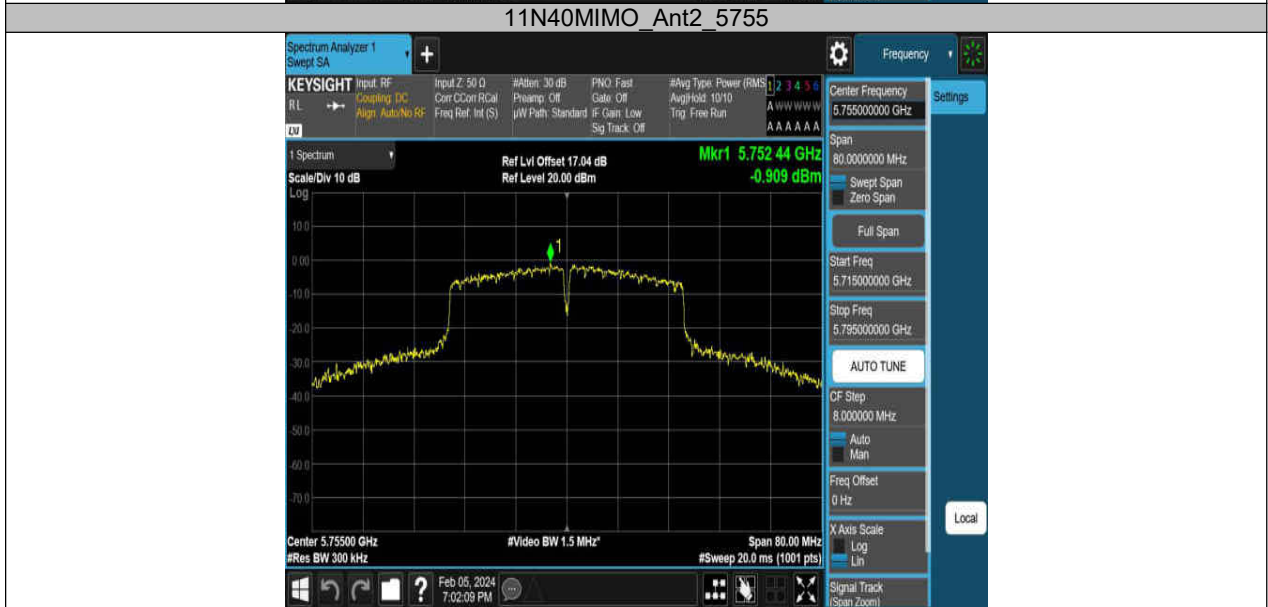 11N40MIMO_Ant2_5755
Spectrum Analyzer 1
Swept SA
+
Frequency
KEYSIGHT
RL
Input: RF
Coupling: DC
Align: Auto/No RF
Input Z: 50 Ω
Corr CCorr RCal
Freq Ref: Int (S)
#Atten: 30 dB
Preamp: Off
µW Path: Standard
PNO: Fast
Gate: Off
IF Gain: Low
Sig Track: Off
#Avg Type: Power (RMS
Avg|Hold: 10/10
Trig: Free Run
1 2 3 4 5 6
A W W W W W
A A A A A A
Center Frequency
5.755000000 GHz
Settings
Span
80.0000000 MHz
Swept Span
Zero Span
Full Span
Start Freq
5.715000000 GHz
Stop Freq
5.795000000 GHz
AUTO TUNE
CF Step
8.000000 MHz
Auto
Man
Freq Offset
0 Hz
X Axis Scale
Log
Lin
Signal Track
(Span Zoom)
Local
1 Spectrum
Scale/Div 10 dB
Log
Ref Lvl Offset 17.04 dB
Ref Level 20.00 dBm
Mkr1 5.752 44 GHz
-0.909 dBm
10.0
0.00
-10.0
-20.0
-30.0
-40.0
-50.0
-60.0
-70.0
1
Center 5.75500 GHz
#Res BW 300 kHz
#Video BW 1.5 MHz*
Span 80.00 MHz
#Sweep 20.0 ms (1001 pts)
?
Feb 05, 2024
7:02:09 PM